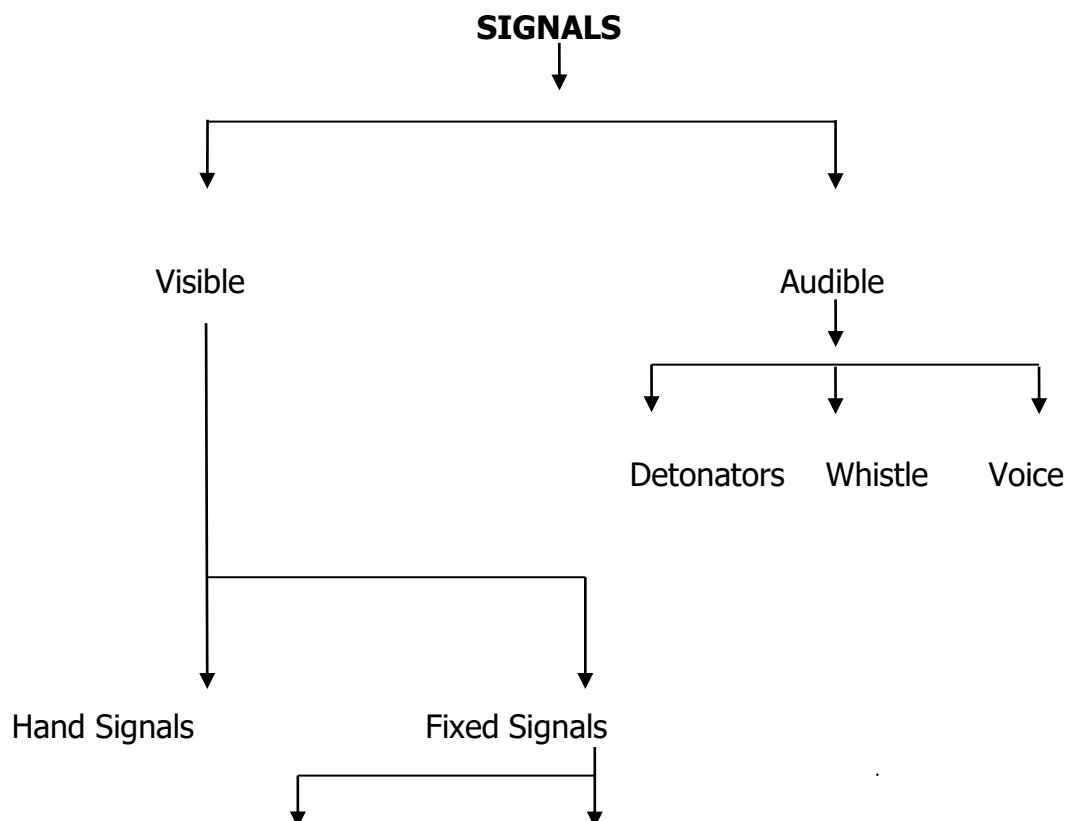 SIGNALS
Visible Audible
Detonators Whistle Voice
Hand Signals Fixed Signals